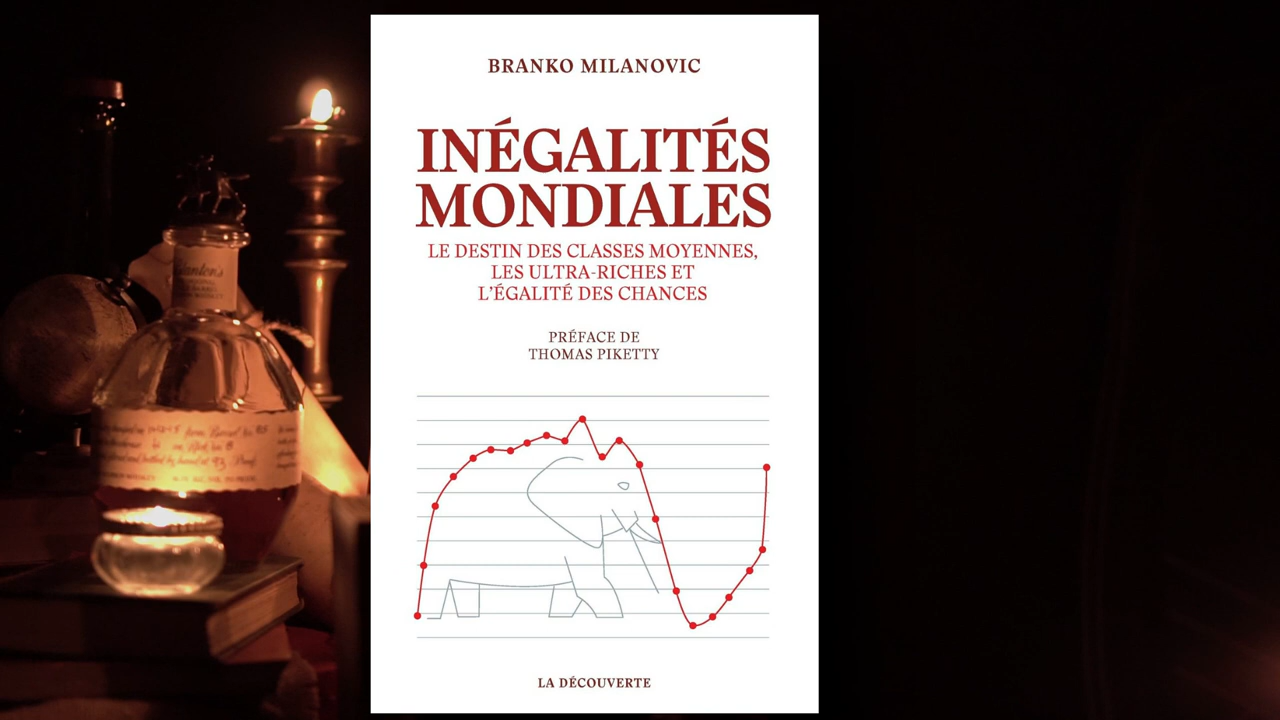 BRANKO MILANOVIC
INÉGALITÉS
MONDIALES
LE DESTIN DES CLASSES MOYENNES,
LES ULTRA-RICHES ET
L'ÉGALITÉ DES CHANCES
PRÉFACE DE
THOMAS PIKETTY
LA DÉCOUVERTE